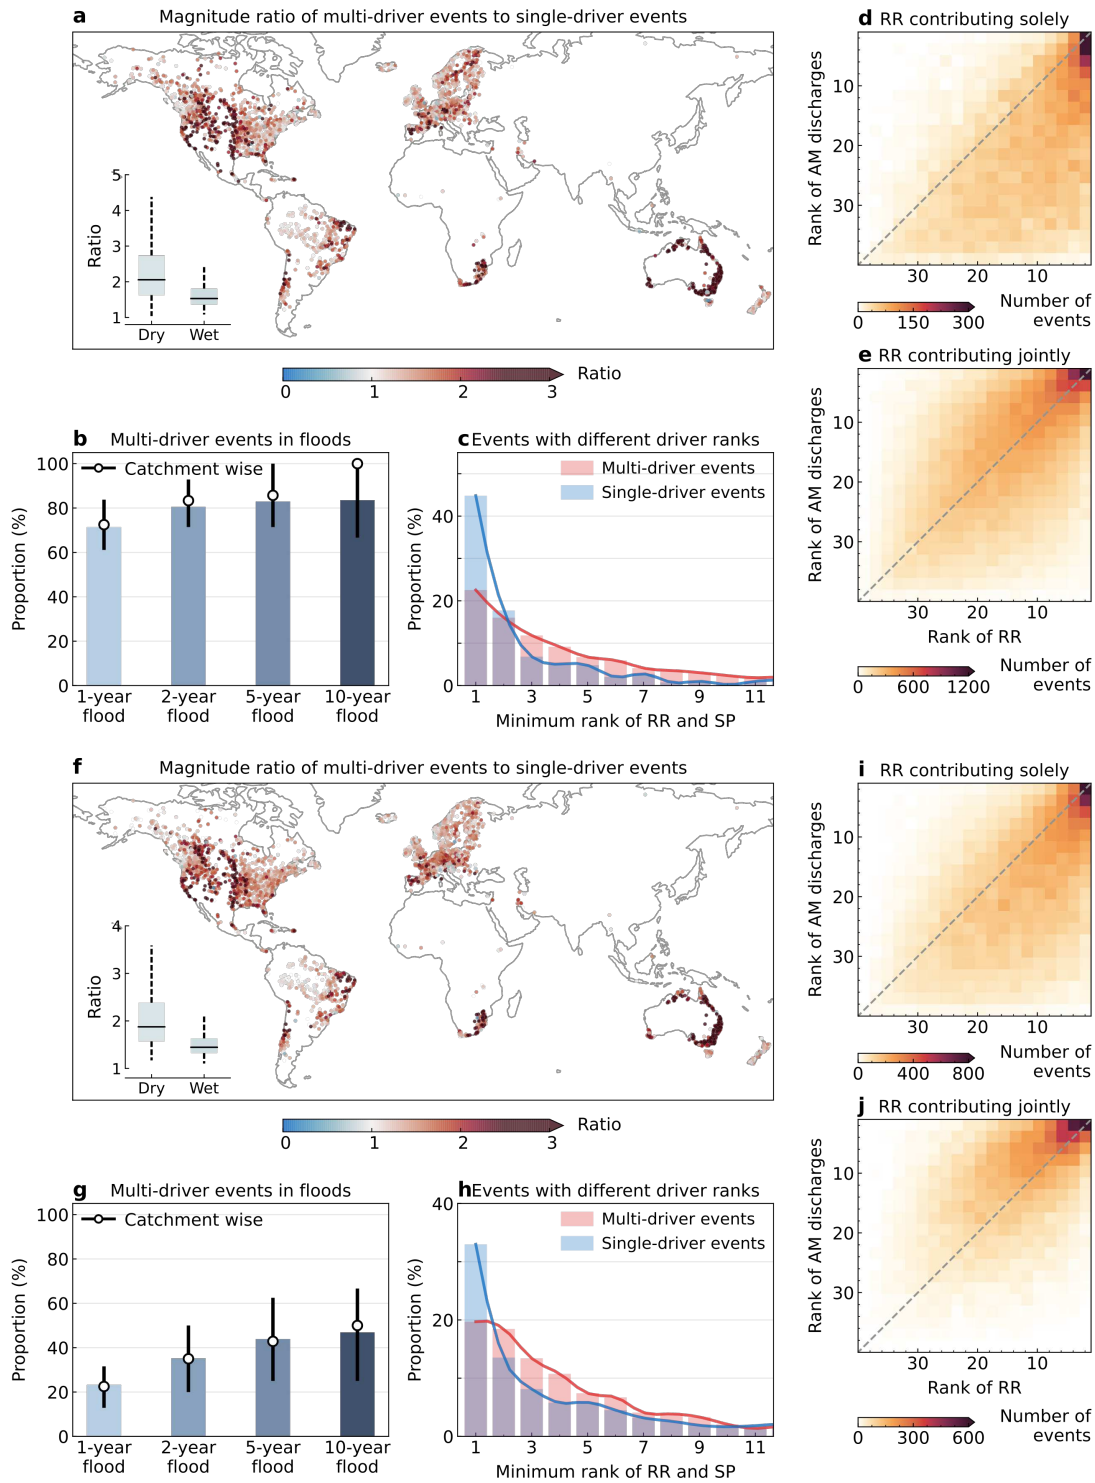 a Magnitude ratio of multi-driver events to single-driver events
5
4
3
2
1
Ratio
Dry Wet
0 1 2 3 Ratio
d RR contributing solely
10
20
30
Rank of AM discharges
30 20 10
0 150 300
Number of
events
e RR contributing jointly
10
20
30
Rank of AM discharges
30 20 10
Rank of RR
0 600 1200
Number of
events
b Multi-driver events in floods
Catchment wise
100
80
60
40
20
0
Proportion (%)
1-year 2-year 5-year 10-year
flood flood flood flood
c Events with different driver ranks
Multi-driver events
Single-driver events
40
20
0
Proportion (%)
1 3 5 7 9 11
Minimum rank of RR and SP
f Magnitude ratio of multi-driver events to single-driver events
4
3
2
1
Ratio
Dry Wet
0 1 2 3 Ratio
i RR contributing solely
10
20
30
Rank of AM discharges
30 20 10
0 400 800
Number of
events
j RR contributing jointly
10
20
30
Rank of AM discharges
30 20 10
Rank of RR
0 300 600
Number of
events
g Multi-driver events in floods
Catchment wise
100
80
60
40
20
0
Proportion (%)
1-year 2-year 5-year 10-year
flood flood flood flood
h Events with different driver ranks
Multi-driver events
Single-driver events
40
20
0
Proportion (%)
1 3 5 7 9 11
Minimum rank of RR and SP